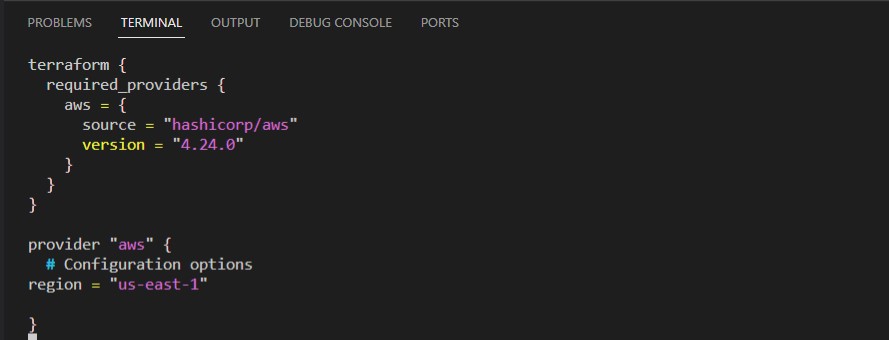 PROBLEMS TERMINAL OUTPUT DEBUG CONSOLE PORTS
terraform {
  required_providers {
    aws = {
      source = "hashicorp/aws"
      version = "4.24.0"
    }
  }
}

provider "aws" {
  # Configuration options
region = "us-east-1"

}